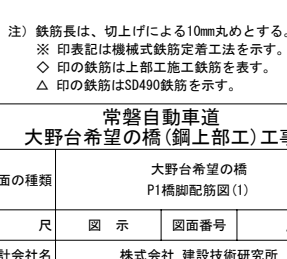 注）鉄筋長は、切上げによる10mm丸めとする。
※ 印表記は機械式鉄筋定着工法を示す。
◇ 印の鉄筋は上部工施工鉄筋を表す。
△ 印の鉄筋はSD490鉄筋を示す。
常磐自動車道
大野台希望の橋(鋼上部工)工事
面の種類
大野台希望の橋
P1橋脚配筋図(1)
尺 図 示 図面番号
計会社名 株式会社 建設技術研究所